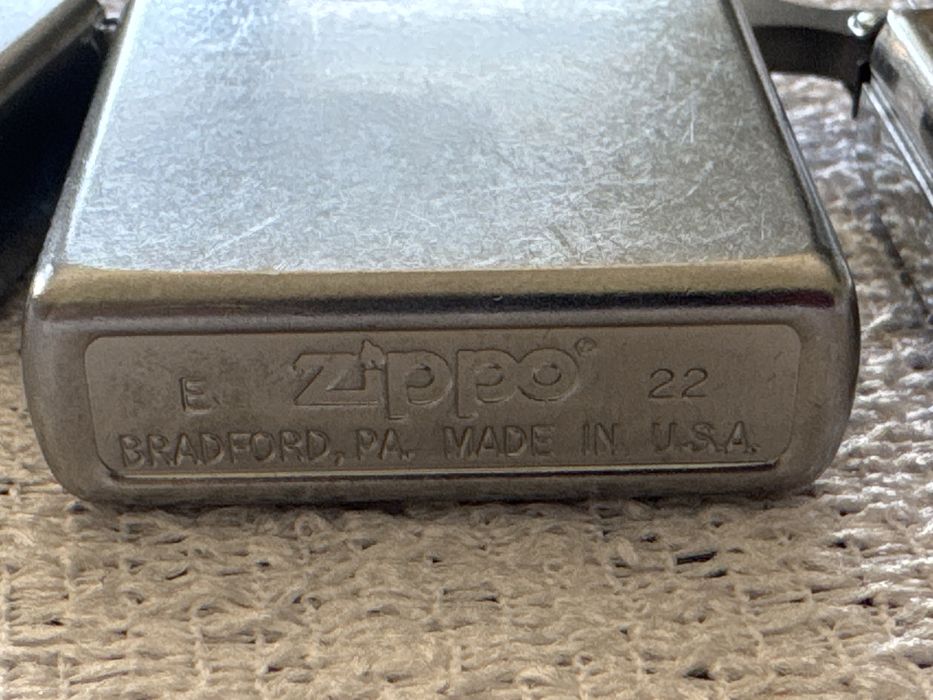 E Zippo® 22
BRADFORD, PA. MADE IN U.S.A.